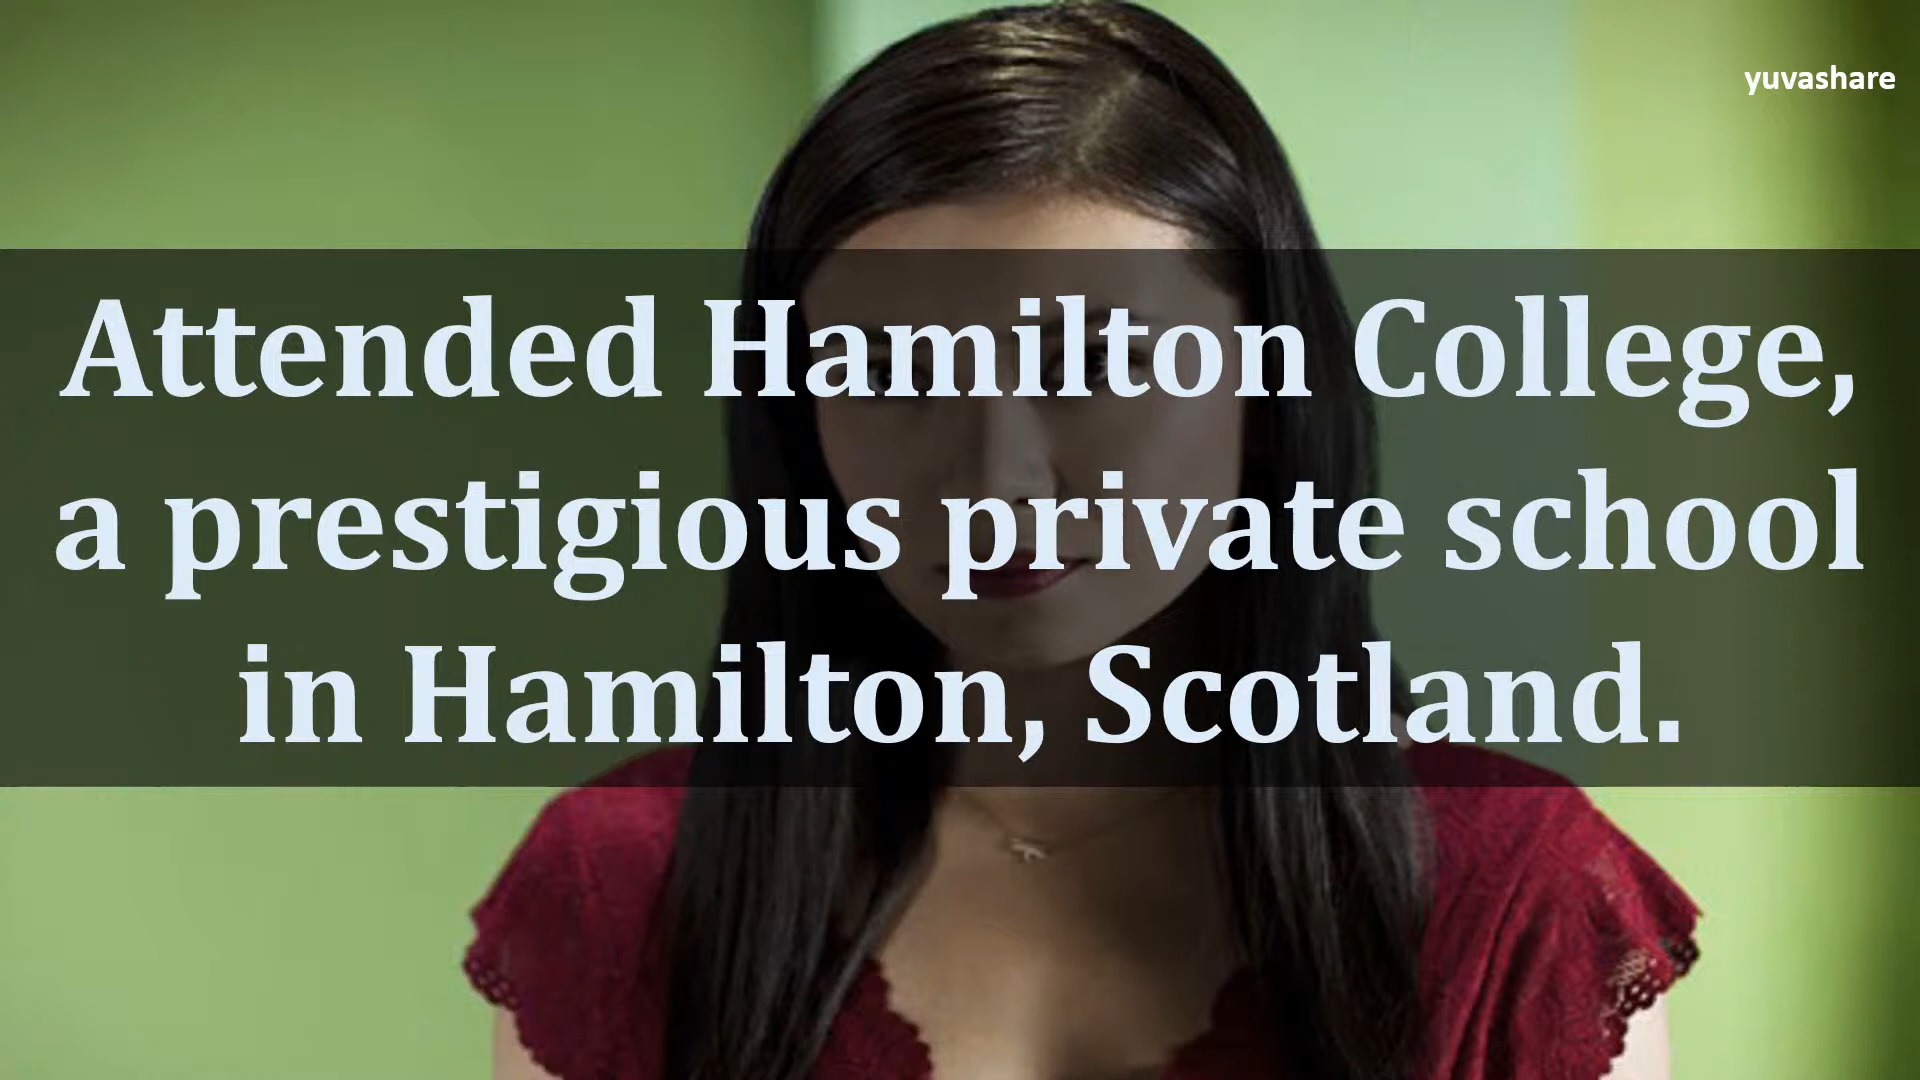 yuvashare
Attended Hamilton College,
a prestigious private school
in Hamilton, Scotland.